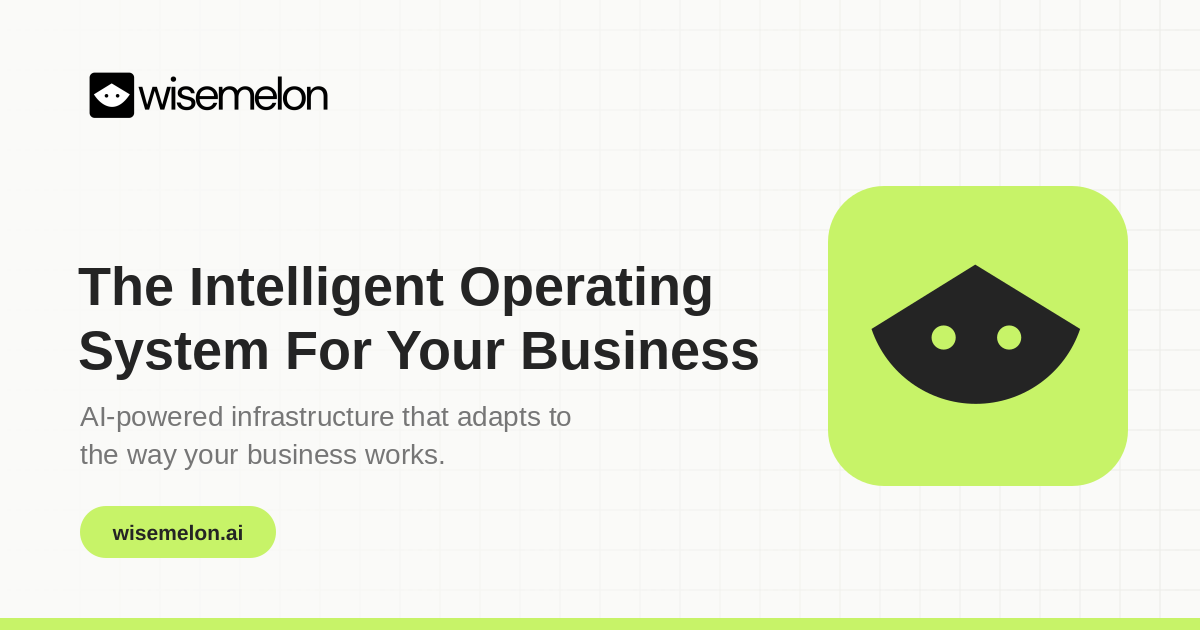 wisemelon
The Intelligent Operating
System For Your Business
AI-powered infrastructure that adapts to
the way your business works.
wisemelon.ai